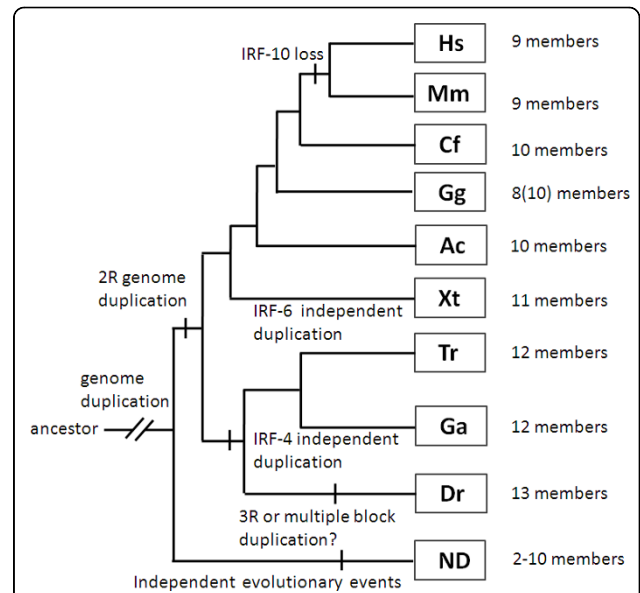 IRF-10 loss
Hs
9 members
Mm
9 members
Cf
10 members
Gg
8(10) members
Ac
10 members
2R genome
duplication
Xt
11 members
IRF-6 independent
duplication
Tr
12 members
genome
duplication
ancestor
Ga
12 members
IRF-4 independent
duplication
Dr
13 members
3R or multiple block
duplication?
ND
2-10 members
Independent evolutionary events